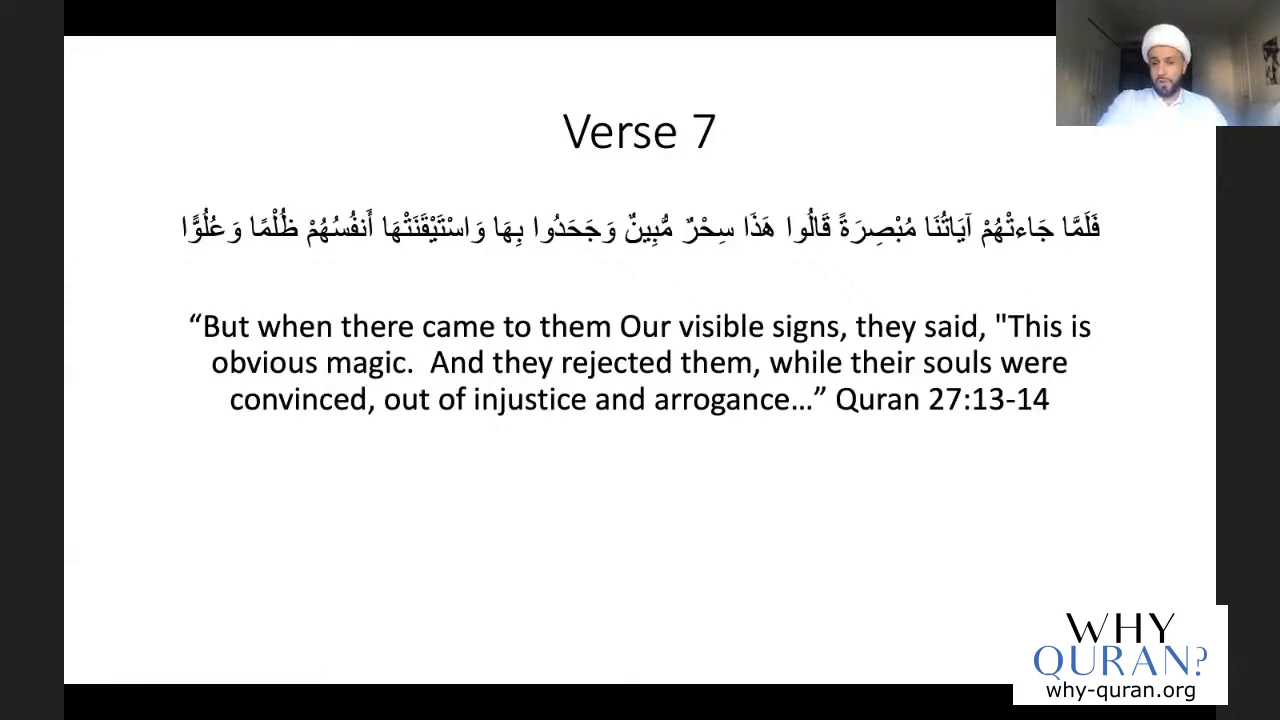 Verse 7
فَلَمَّا جَاءتْهُمْ آيَاتُنَا مُبْصِرَةً قَالُوا هَذَا سِحْرٌ مُّبِينٌ وَجَحَدُوا بِهَا وَاسْتَيْقَنَتْهَا أَنفُسُهُمْ ظُلْمًا وَعُلُوًّا
“But when there came to them Our visible signs, they said, "This is
obvious magic.  And they rejected them, while their souls were
convinced, out of injustice and arrogance…” Quran 27:13-14
WHY
QURAN?
why-quran.org